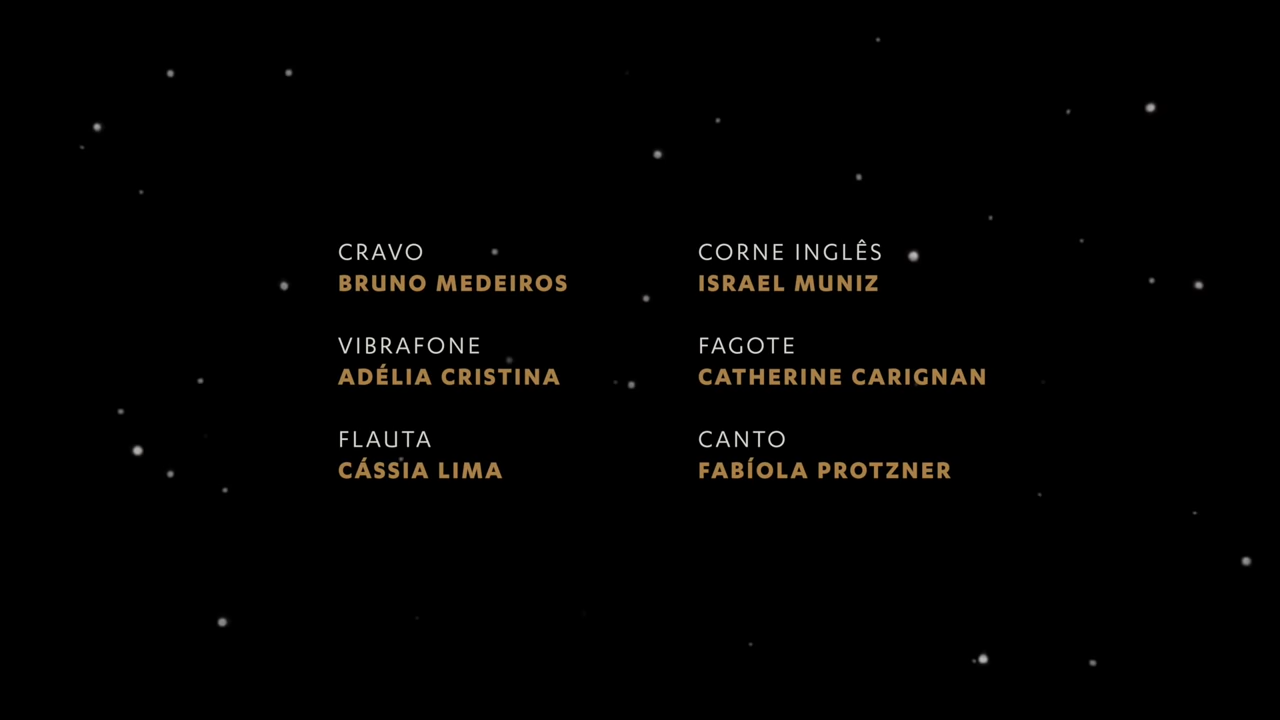 CRAVO
BRUNO MEDEIROS
VIBRAFONE
ADÉLIA CRISTINA
FLAUTA
CÁSSIA LIMA
CORNE INGLÊS
ISRAEL MUNIZ
FAGOTE
CATHERINE CARIGNAN
CANTO
FABÍOLA PROTZNER